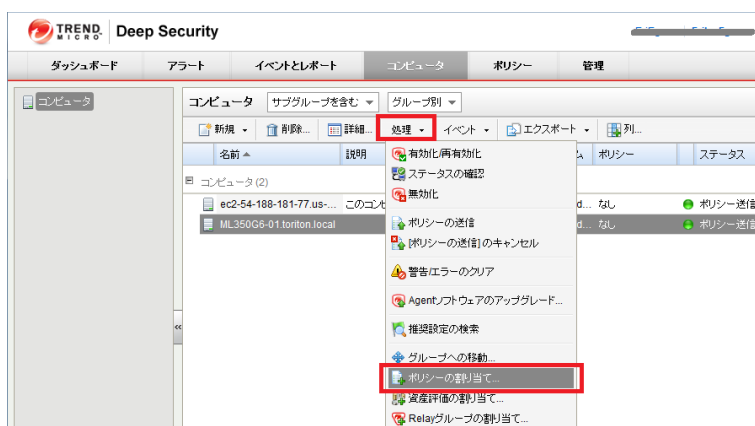 TREND MICRO Deep Security
ダッシュボード アラート イベントとレポート コンピュータ ポリシー 管理
コンピュータ
コンピュータ サブグループを含む グループ別
新規 削除... 詳細... 処理 イベント エクスポート 列...
名前 説明 ポリシー ステータス
コンピュータ (2)
ec2-54-188-181-77.us-... なし ポリシー送信
ML350G6-01.toriton.local d... なし ポリシー送信
有効化/再有効化
ステータスの確認
無効化
ポリシーの送信
[ポリシーの送信]のキャンセル
警告/エラーのクリア
Agentソフトウェアのアップグレード...
推奨設定の検索
グループへの移動...
ポリシーの割り当て...
資産評価の割り当て...
Relayグループの割り当て...